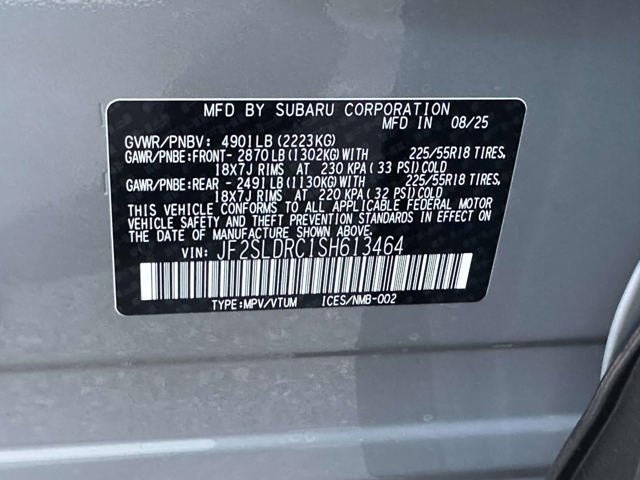 MFD BY SUBARU CORPORATION
MFD IN 08/25
GVWR/PNBV: 4901LB(2223KG)
GAWR/PNBE:FRONT- 2870LB(1302KG)WITH 225/55R18 TIRES,
18X7J RIMS AT 230 KPA(33 PSI)COLD
GAWR/PNBE:REAR - 2491LB(1130KG)WITH 225/55R18 TIRES,
18X7J RIMS AT 220 KPA(32 PSI)COLD
THIS VEHICLE CONFORMS TO ALL APPLICABLE FEDERAL MOTOR
VEHICLE SAFETY AND THEFT PREVENTION STANDARDS IN EFFECT
ON THE DATE OF MANUFACTURE SHOWN ABOVE.
VIN: JF2SLDRC1SH613464
TYPE:MPV/VTUM ICES/NMB-002